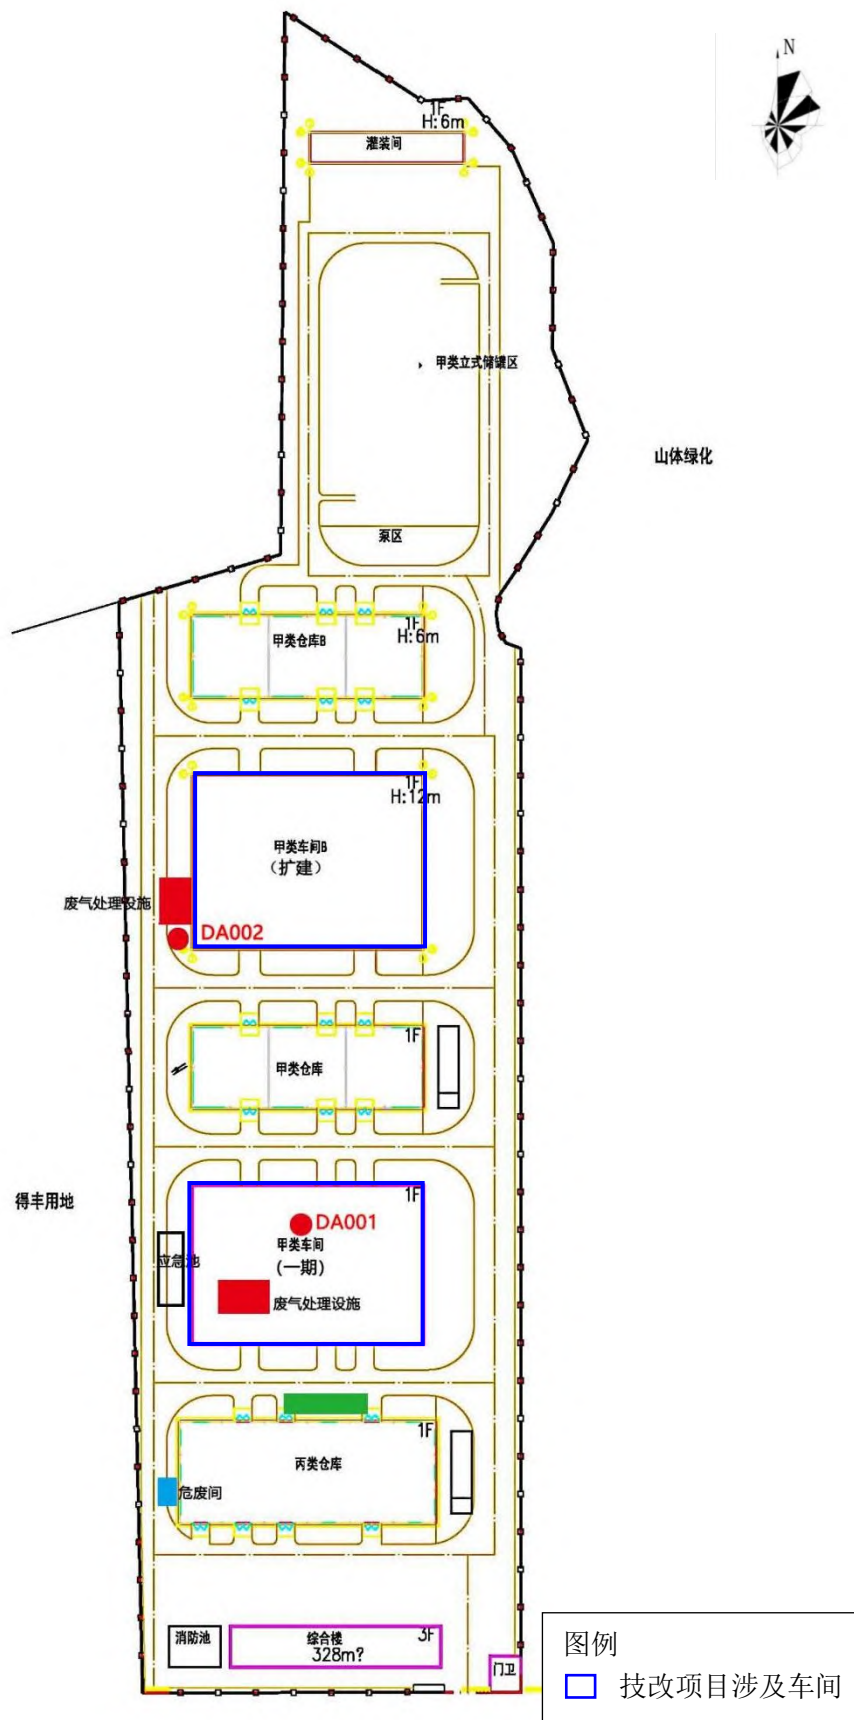 N
1F
H:6m
灌装间
甲类立式储罐区
山体绿化
泵区
1F
H:6m
甲类仓库B
1F
H:12m
甲类车间B
（扩建）
废气处理设施
DA002
1F
甲类仓库
得丰用地
1F
DA001
甲类车间
(一期)
应急池
废气处理设施
1F
丙类仓库
危废间
消防池
综合楼
3F
328m?
门卫
图例
技改项目涉及车间